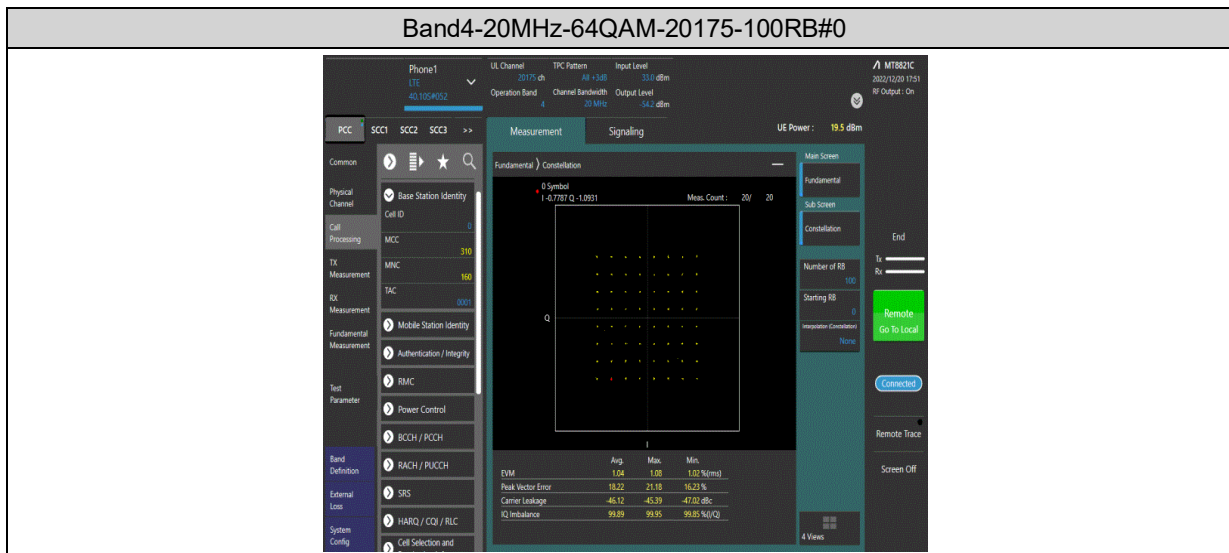 Band4-20MHz-64QAM-20175-100RB#0
Phone1
LTE
40.10S#052
UL Channel TPC Pattern Input Level
20175 ch All +3dB 33.0 dBm
Operation Band Channel Bandwidth Output Level
4 20 MHz -54.2 dBm
MT8821C
2022/12/20 17:51
RF Output : On
PCC SCC1 SCC2 SCC3 >>
Measurement Signaling
UE Power : 19.5 dBm
Common
Physical
Channel
Call
Processing
TX
Measurement
RX
Measurement
Fundamental
Measurement
Test
Parameter
Band
Definition
External
Loss
System
Config
Base Station Identity
Cell ID
0
MCC
310
MNC
160
TAC
0001
Mobile Station Identity
Authentication / Integrity
RMC
Power Control
BCCH / PCCH
RACH / PUCCH
SRS
HARQ / CQI / RLC
Cell Selection and
Fundamental Constellation
0 Symbol
I -0.7787 Q -1.0931
Meas. Count : 20/ 20
Q
I
Avg. Max. Min.
EVM 1.04 1.08 1.02 %(rms)
Peak Vector Error 18.22 21.18 16.23 %
Carrier Leakage -46.12 -45.39 -47.02 dBc
IQ Imbalance 99.89 99.95 99.85 %(I/Q)
Main Screen
Fundamental
Sub Screen
Constellation
Number of RB
100
Starting RB
0
Interpolation (Constellation)
None
4 Views
End
Tx
Rx
Remote
Go To Local
Connected
Remote Trace
Screen Off